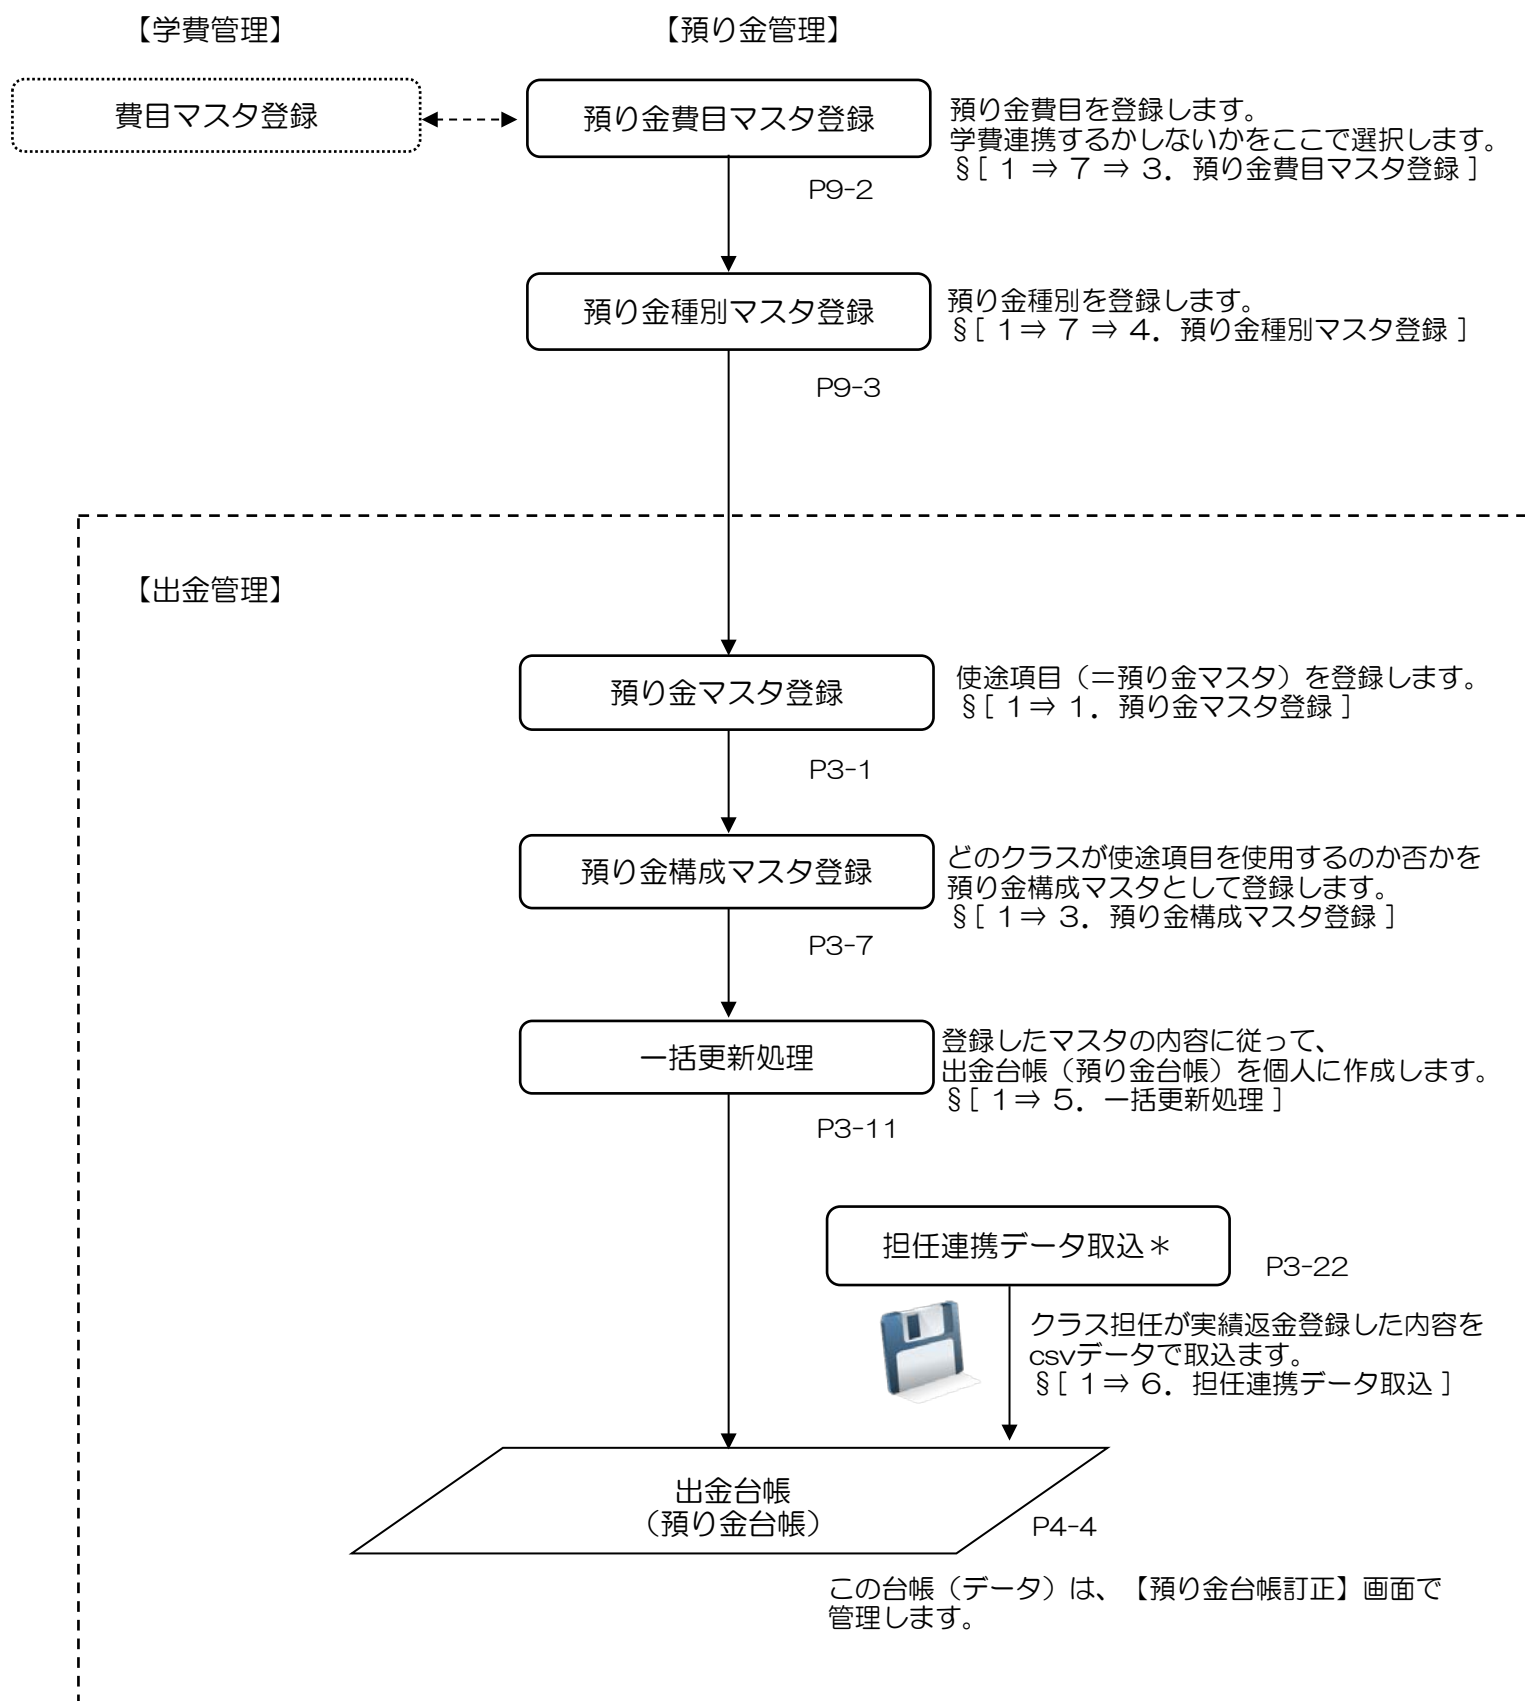 【学費管理】
【預り金管理】
費目マスタ登録
預り金費目マスタ登録
預り金費目を登録します。
学費連携するかしないかをここで選択します。
§[ 1 ⇒ 7 ⇒ 3. 預り金費目マスタ登録 ]
P9-2
預り金種別マスタ登録
預り金種別を登録します。
§[ 1⇒ 7 ⇒ 4. 預り金種別マスタ登録 ]
P9-3
【出金管理】
預り金マスタ登録
使途項目（＝預り金マスタ）を登録します。
§[ 1⇒ 1. 預り金マスタ登録 ]
P3-1
預り金構成マスタ登録
どのクラスが使途項目を使用するのか否かを
預り金構成マスタとして登録します。
§[ 1⇒ 3. 預り金構成マスタ登録 ]
P3-7
一括更新処理
登録したマスタの内容に従って、
出金台帳（預り金台帳）を個人に作成します。
§[ 1⇒ 5. 一括更新処理 ]
P3-11
担任連携データ取込＊
P3-22
クラス担任が実績返金登録した内容を
csvデータで取込ます。
§[ 1⇒ 6. 担任連携データ取込 ]
出金台帳
（預り金台帳）
P4-4
この台帳（データ）は、【預り金台帳訂正】画面で
管理します。